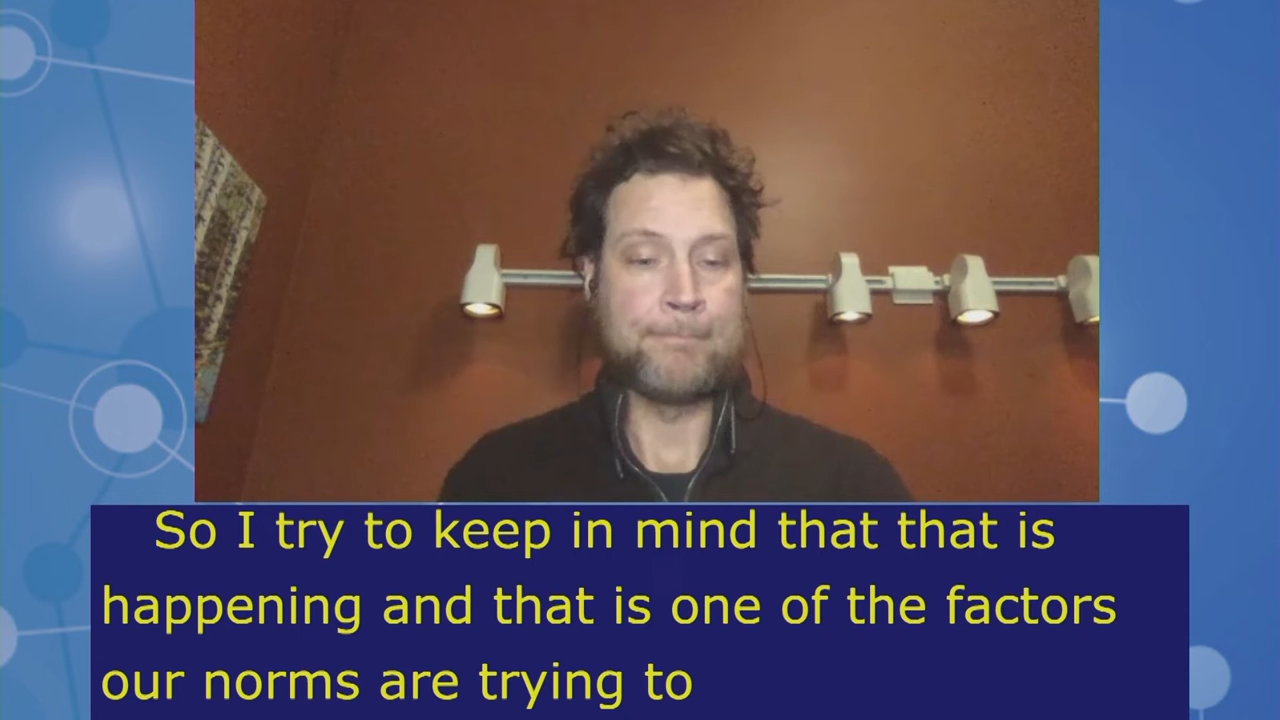 So I try to keep in mind that that is
happening and that is one of the factors
our norms are trying to